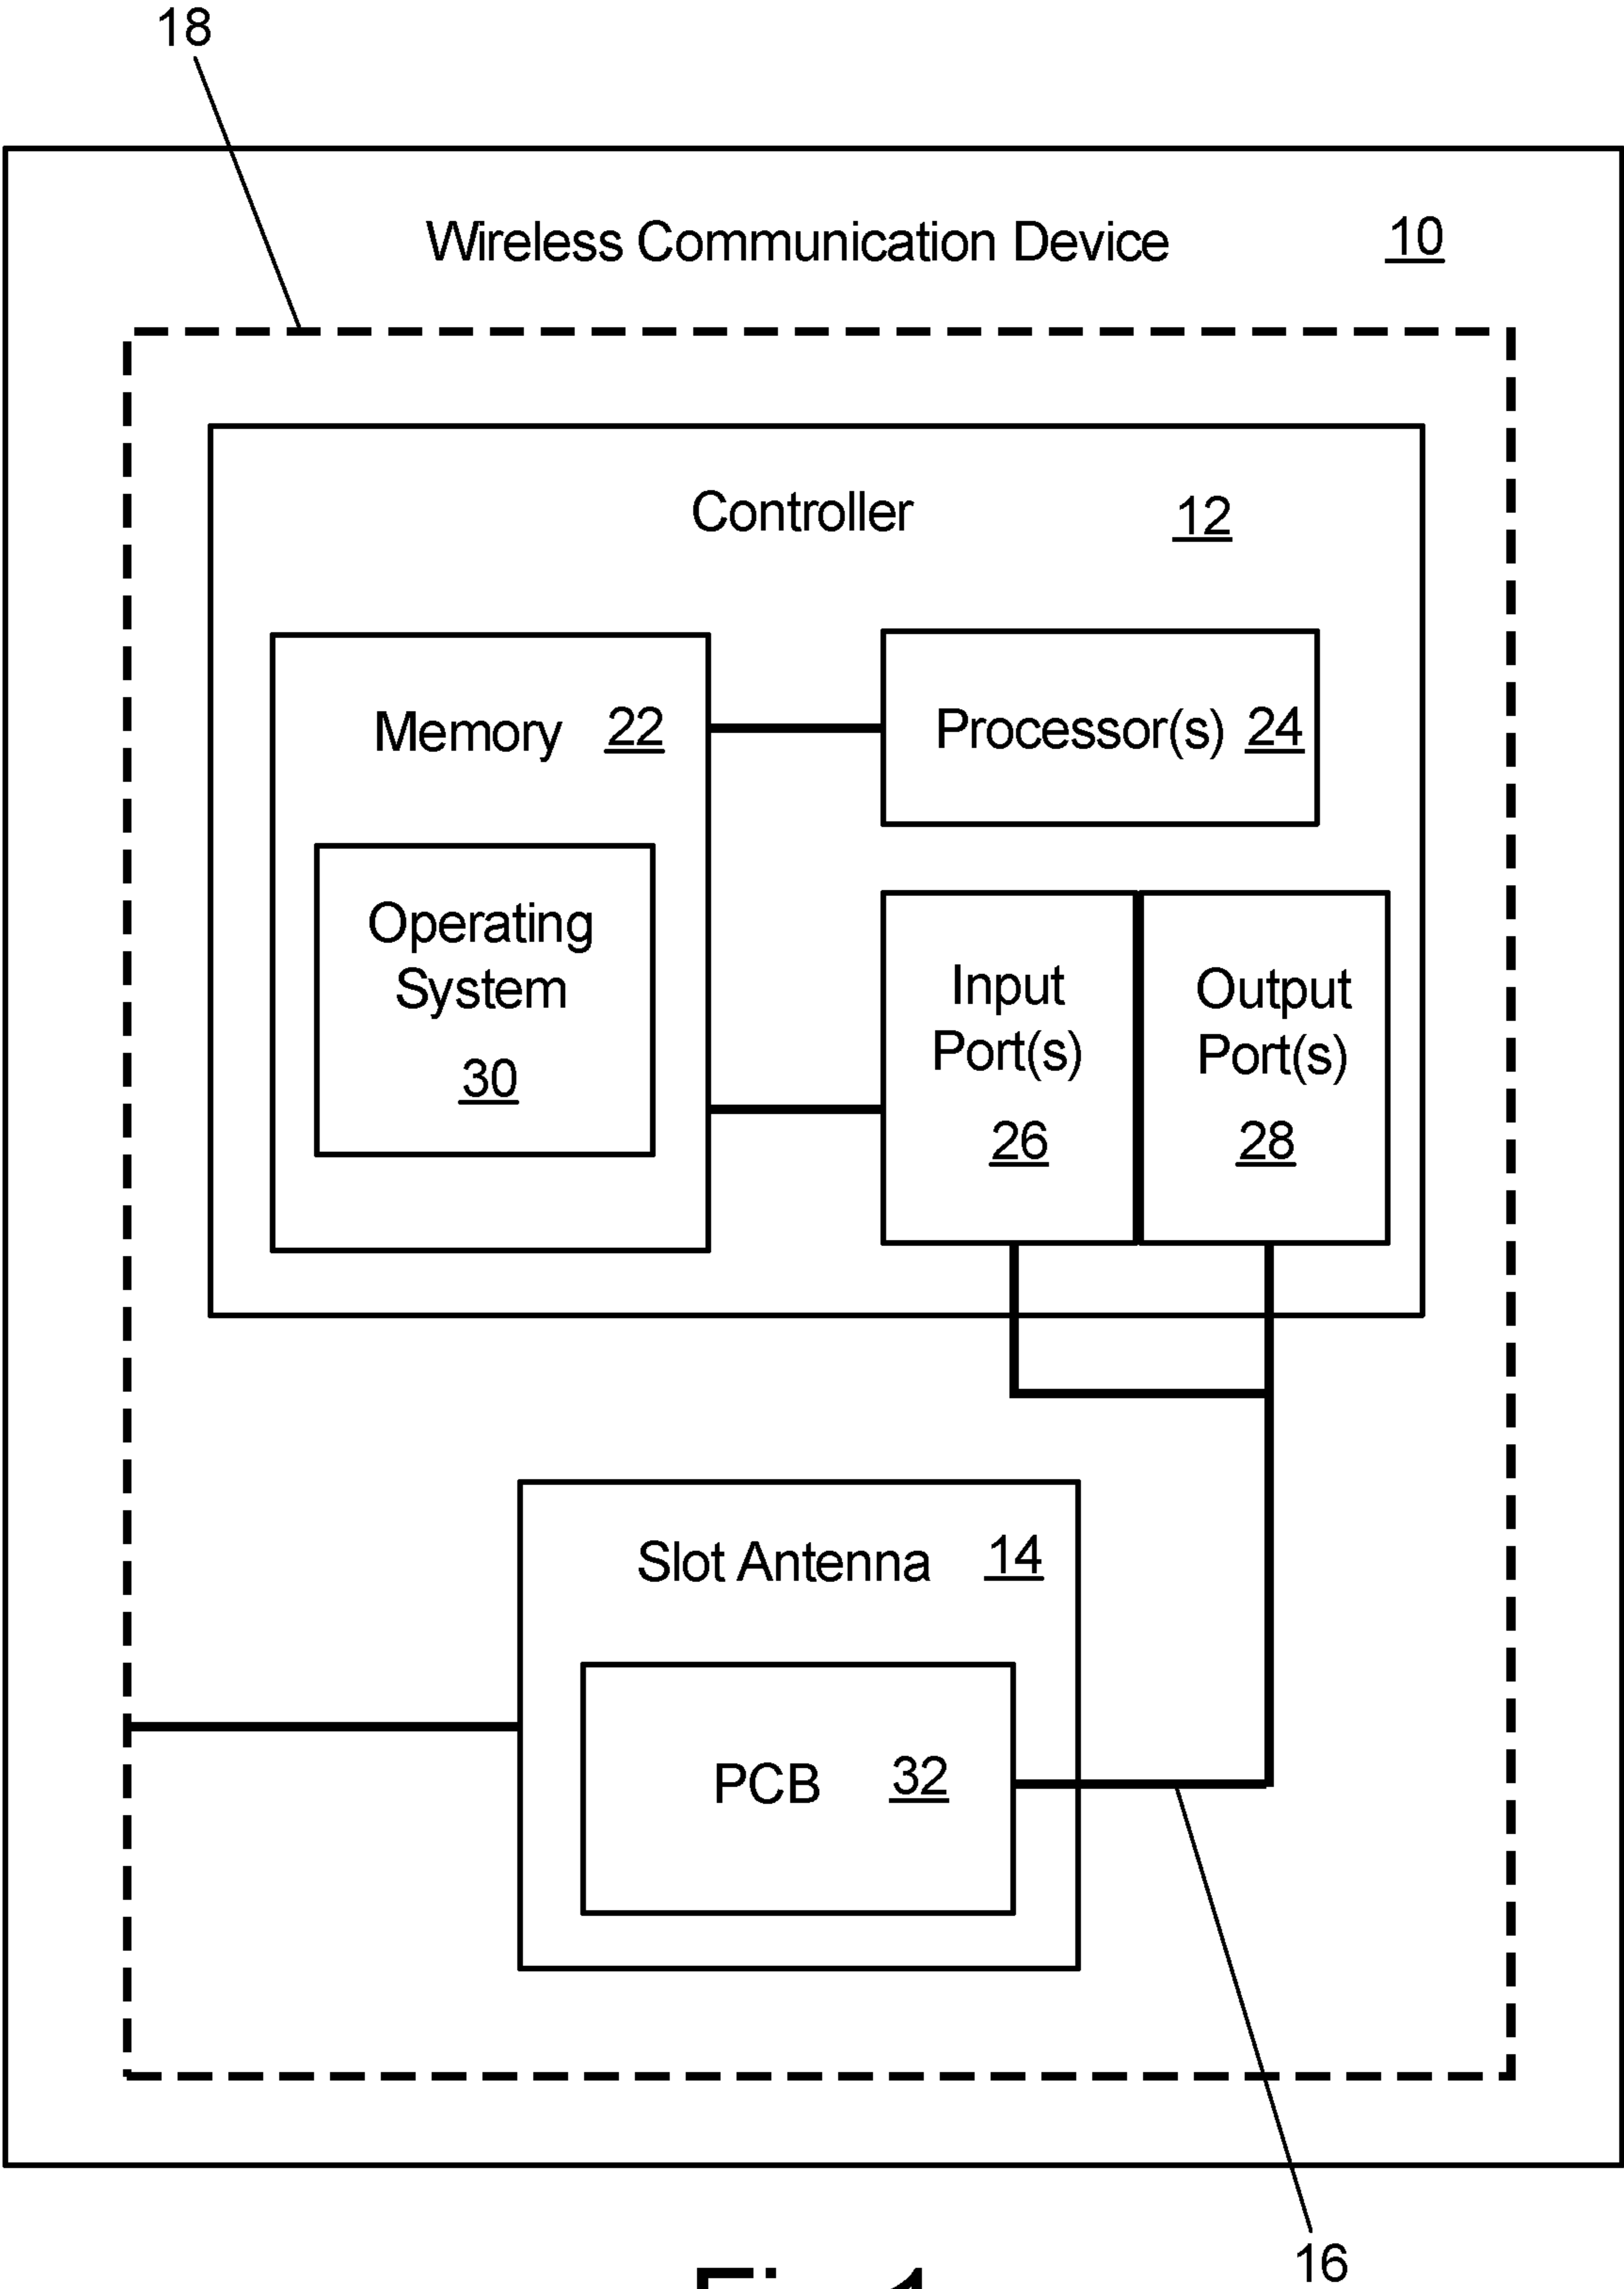 18
Wireless Communication Device 10
Controller 12
Memory 22
Processor(s) 24
Operating
System
30
Input
Port(s)
26
Output
Port(s)
28
Slot Antenna 14
PCB 32
16